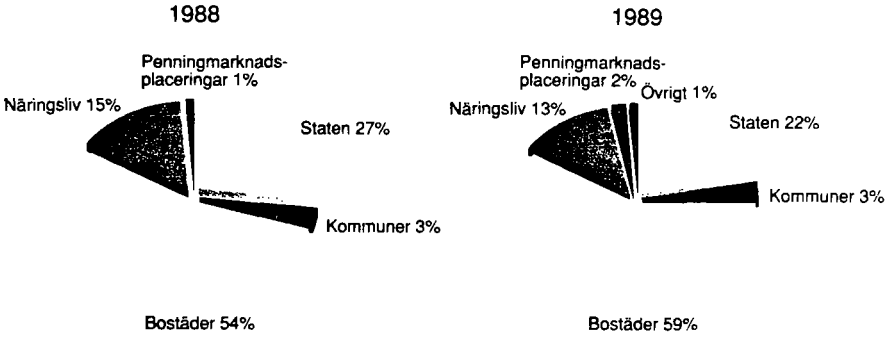 1988
Penningmarknads-
placeringar 1%
Näringsliv 15%
Staten 27%
Kommuner 3%
Bostäder 54%
1989
Penningmarknads-
placeringar 2%
Övrigt 1%
Näringsliv 13%
Staten 22%
Kommuner 3%
Bostäder 59%